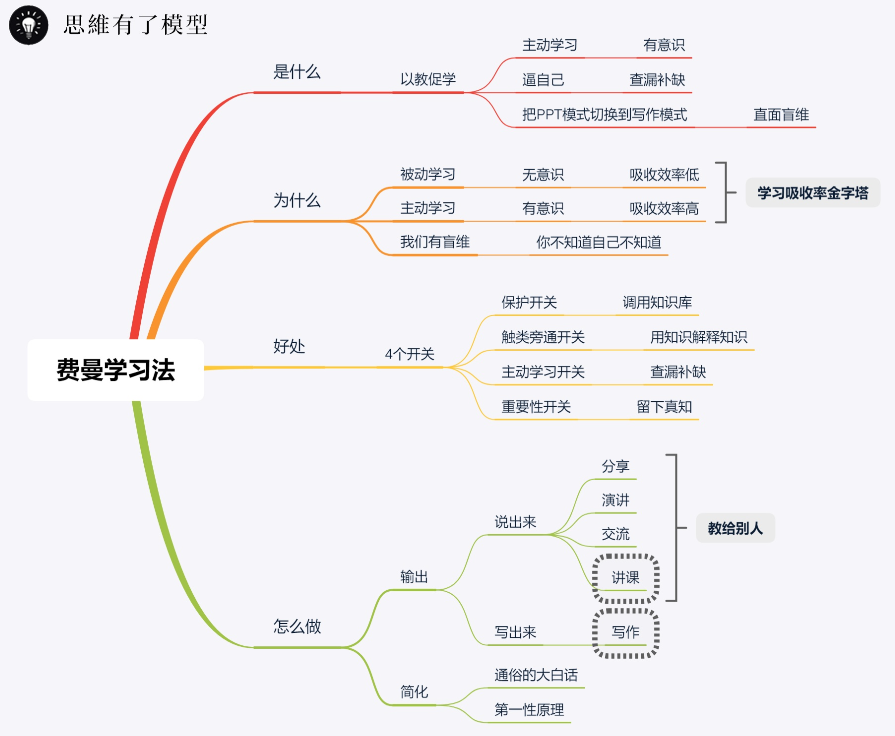 思維有了模型
费曼学习法
是什么
以教促学
主动学习 有意识
逼自己 查漏补缺
把PPT模式切换到写作模式 直面盲维
为什么
被动学习 无意识 吸收效率低
主动学习 有意识 吸收效率高
学习吸收率金字塔
我们有盲维 你不知道自己不知道
好处
4个开关
保护开关 调用知识库
触类旁通开关 用知识解释知识
主动学习开关 查漏补缺
重要性开关 留下真知
怎么做
输出
说出来
分享
演讲
交流
讲课
教给别人
写出来 写作
简化
通俗的大白话
第一性原理